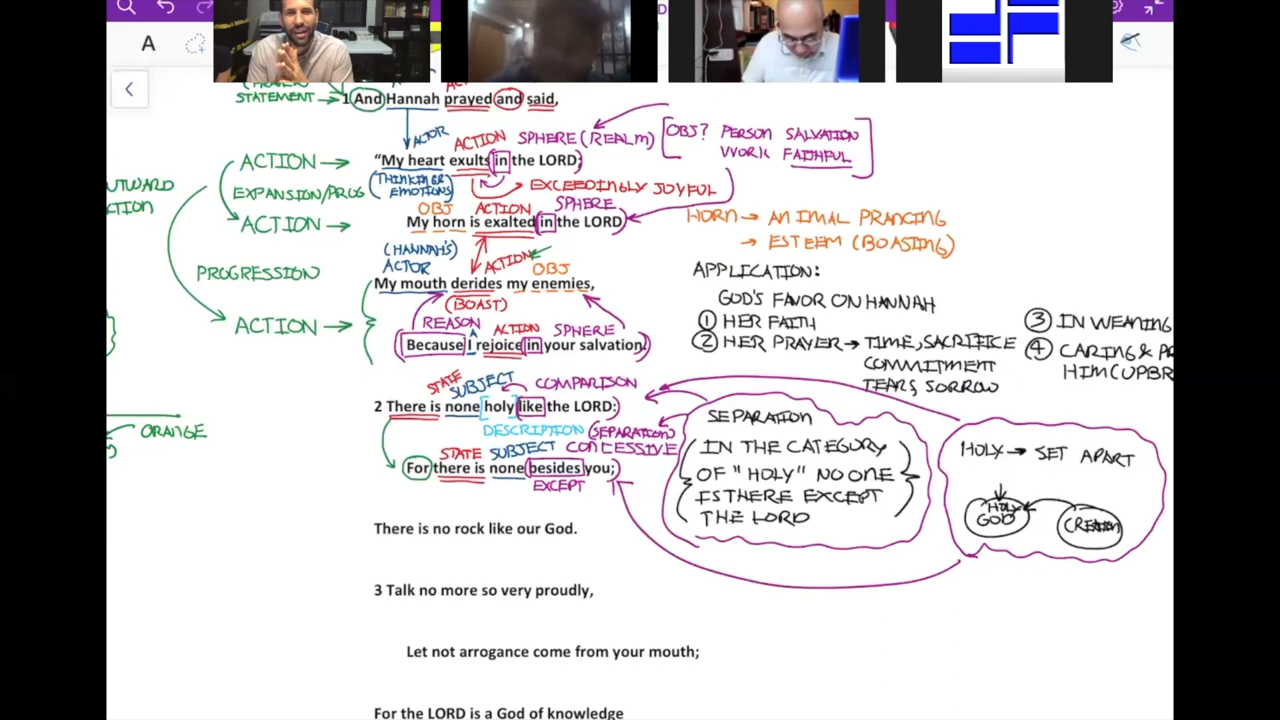 STATEMENT → 1 And Hannah prayed and said,
ACTOR ACTION SPHERE (REALM) [OBJ? PERSON SALVATION
WORK FAITHFUL]
ACTION → "My heart exults in the LORD;
EXPANSION/PROG (THINKING & EMOTIONS) → EXCEEDINGLY JOYFUL
OBJ ACTION SPHERE
ACTION → My horn is exalted in the LORD
HORN → ANIMAL PRANCING
→ ESTEEM (BOASTING)
(HANNAH'S)
ACTOR ACTION OBJ
PROGRESSION
My mouth derides my enemies,
(BOAST)
ACTION →
REASON ACTION SPHERE
Because I rejoice in your salvation
APPLICATION:
GOD'S FAVOR ON HANNAH
① HER FAITH
② HER PRAYER → TIME, SACRIFICE
COMMITMENT
TEARS, SORROW
③ IN WEANING
④ CARING &
HIM
STATE SUBJECT COMPARISON
2 There is none holy like the LORD:
DESCRIPTION (SEPARATION)
STATE SUBJECT CONCESSIVE
For there is none besides you;
EXCEPT
SEPARATION
IN THE CATEGORY
OF "HOLY" NO ONE
IS THERE EXCEPT
THE LORD
HOLY → SET APART
HOLY
GOD CREATION
ORANGE
There is no rock like our God.
3 Talk no more so very proudly,
Let not arrogance come from your mouth;
For the LORD is a God of knowledge
A